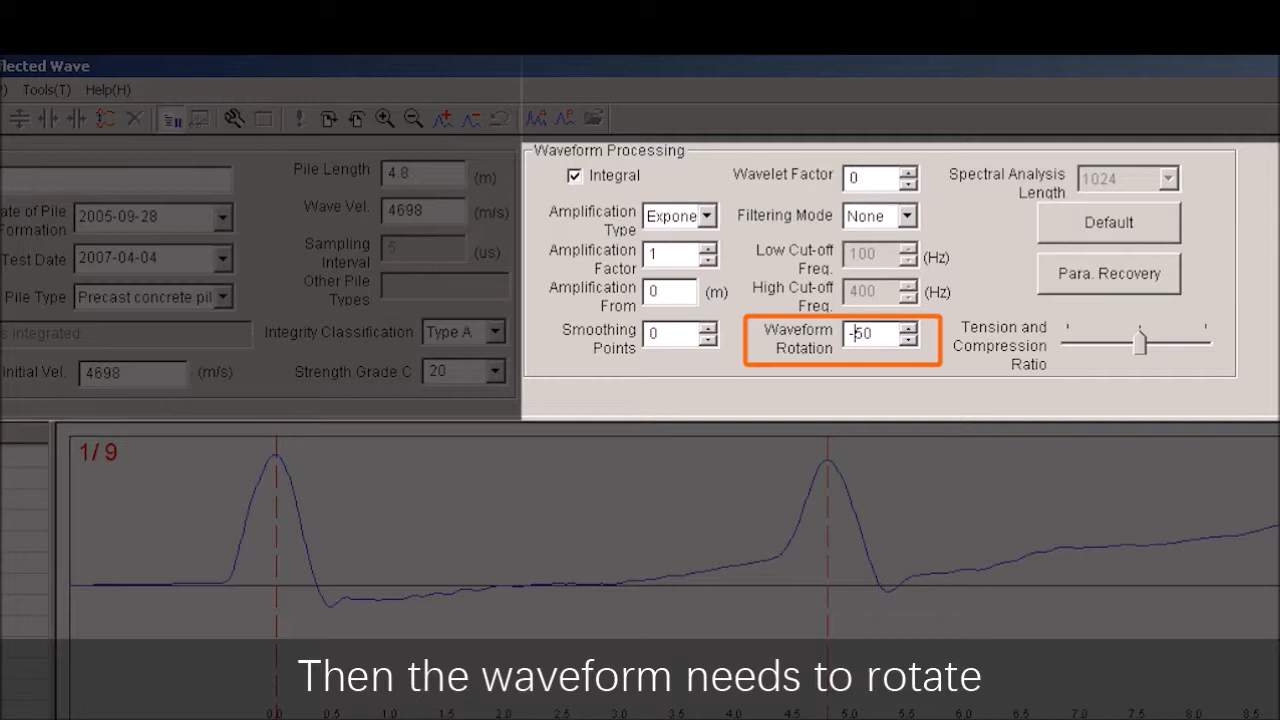 flected Wave
Tools(T) Help(H)
Pile Length 4.8 (m)
ate of Pile Formation 2005-09-28
Wave Vel. 4698 (m/s)
Test Date 2007-04-04
Sampling Interval 5 (us)
Other Pile Types
Pile Type Precast concrete pil
s integrated.
Integrity Classification Type A
Initial Vel. 4698 (m/s)
Strength Grade C 20
Waveform Processing
Integral
Wavelet Factor 0
Spectral Analysis Length 1024
Amplification Type Expone
Filtering Mode None
Default
Amplification Factor 1
Low Cut-off Freq. 100 (Hz)
Para. Recovery
Amplification From 0 (m)
High Cut-off Freq. 400 (Hz)
Smoothing Points 0
Waveform Rotation -50
Tension and Compression Ratio
1/9
Then the waveform needs to rotate
0.0 0.5 1.0 1.5 2.0 2.5 3.0 3.5 4.0 4.5 5.0 5.5 6.0 6.5 7.0 7.5 8.0 8.5